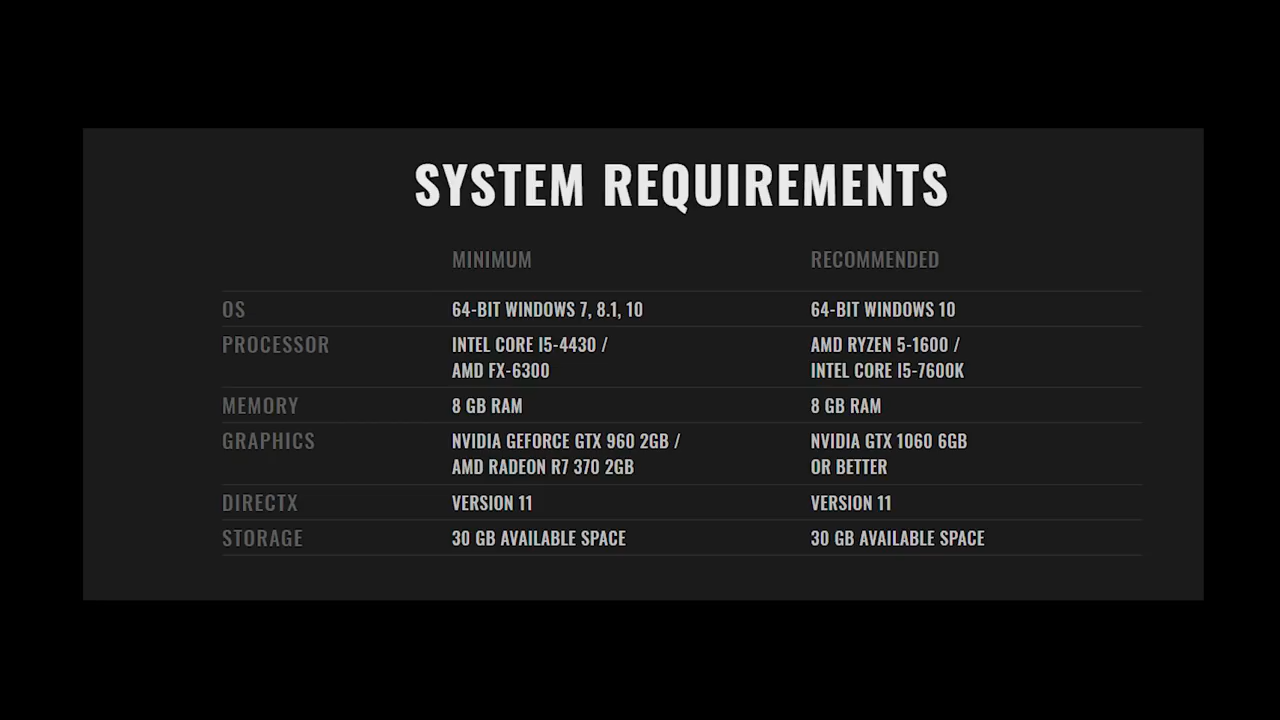 SYSTEM REQUIREMENTS
MINIMUM RECOMMENDED
OS 64-BIT WINDOWS 7, 8.1, 10 64-BIT WINDOWS 10
PROCESSOR INTEL CORE I5-4430 / AMD RYZEN 5-1600 /
AMD FX-6300 INTEL CORE I5-7600K
MEMORY 8 GB RAM 8 GB RAM
GRAPHICS NVIDIA GEFORCE GTX 960 2GB / NVIDIA GTX 1060 6GB
AMD RADEON R7 370 2GB OR BETTER
DIRECTX VERSION 11 VERSION 11
STORAGE 30 GB AVAILABLE SPACE 30 GB AVAILABLE SPACE